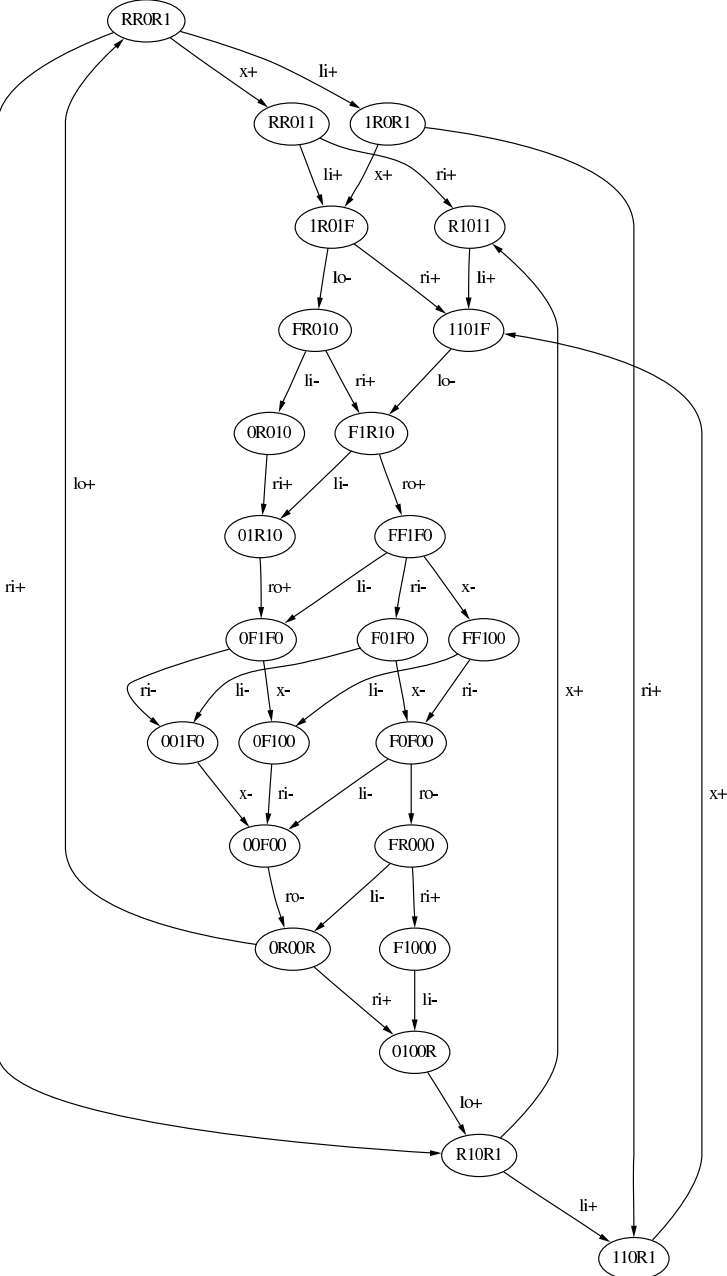 RR0R1
x+ li+
RR011 1R0R1
li+ x+ ri+
1R01F R1011
lo- ri+ li+
FR010 1101F
li- ri+ lo-
0R010 F1R10
lo+ ri+ li- ro+
01R10 FF1F0
ri+ ro+ li- ri- x-
0F1F0 F01F0 FF100
ri- li- x- li- x- ri- x+ ri+
001F0 0F100 F0F00
x- ri- li- ro- x+
00F00 FR000
ro- li- ri+
0R00R F1000
ri+ li-
0100R
lo+
R10R1
li+
110R1